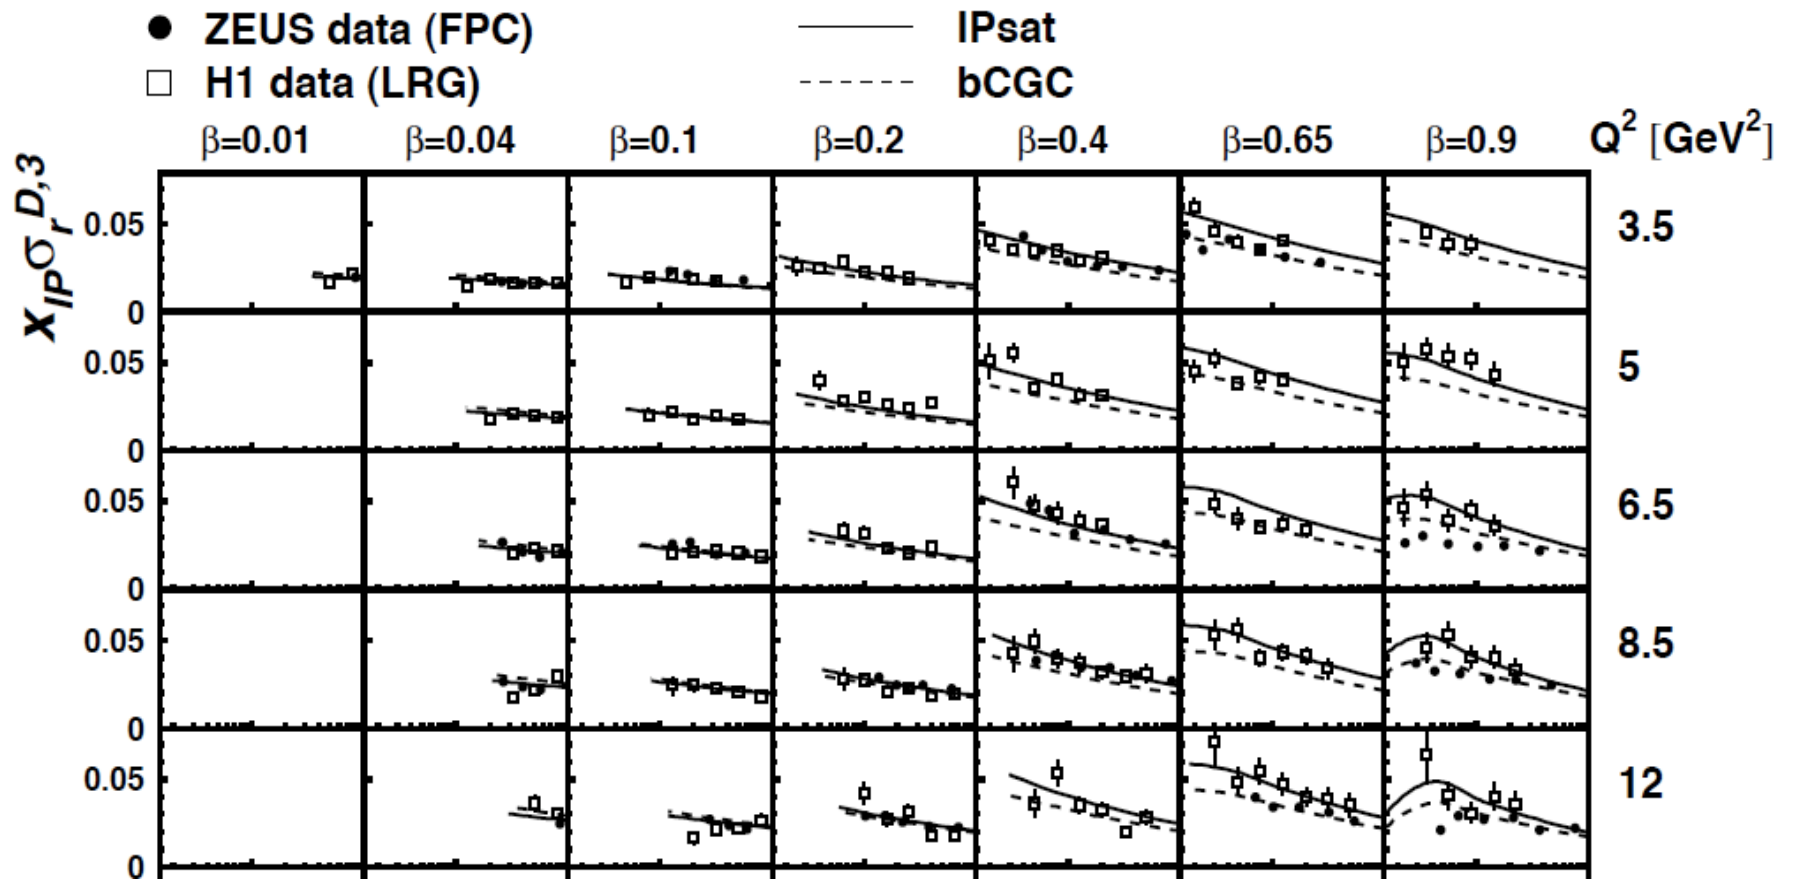 ZEUS data (FPC) IPsat
H1 data (LRG) bCGC
β=0.01 β=0.04 β=0.1 β=0.2 β=0.4 β=0.65 β=0.9 Q² [GeV²]
x_IP σ_r^D,3
0.05 3.5
0
0.05 5
0
0.05 6.5
0
0.05 8.5
0
0.05 12
0